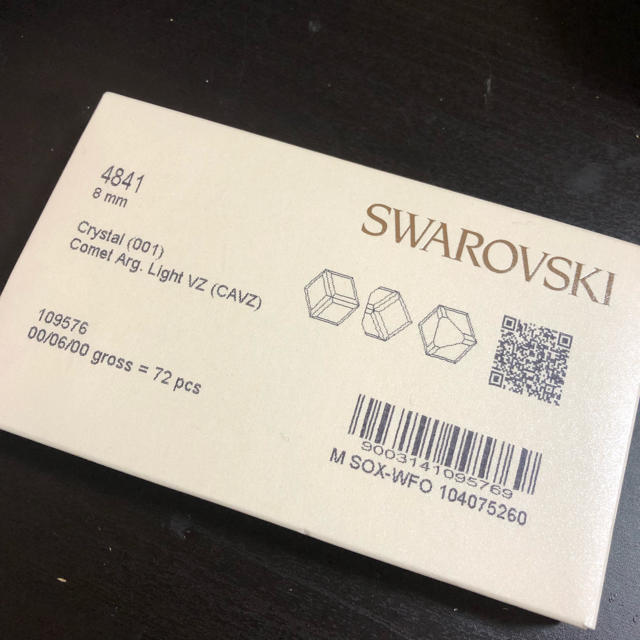 4841
8 mm
Crystal (001)
Comet Arg. Light VZ (CAVZ)
109576
00/06/00 gross = 72 pcs
SWAROVSKI
9003141095769
M SOX-WFO 104075260